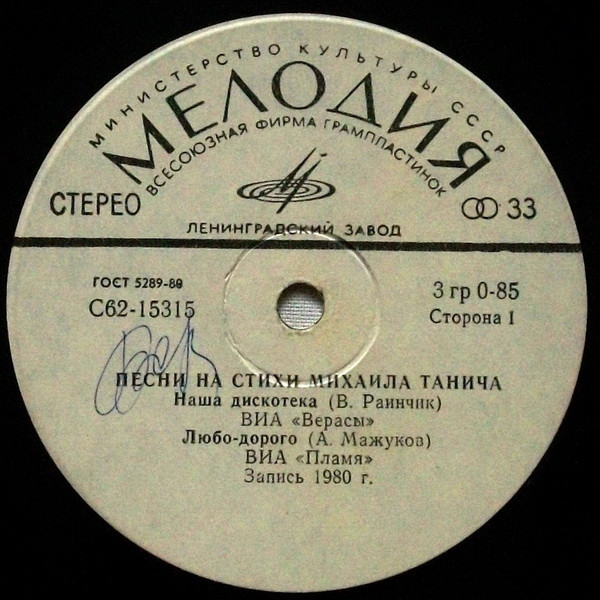 МИНИСТЕРСТВО КУЛЬТУРЫ СССР
МЕЛОДИЯ
ВСЕСОЮЗНАЯ ФИРМА ГРАМПЛАСТИНОК
СТЕРЕО
33
ЛЕНИНГРАДСКИЙ ЗАВОД
ГОСТ 5289-80
С62-15315
3 гр 0-85
Сторона 1
ПЕСНИ НА СТИХИ МИХАИЛА ТАНИЧА
Наша дискотека (В. Раинчик)
ВИА «Верасы»
Любо-дорого (А. Мажуков)
ВИА «Пламя»
Запись 1980 г.